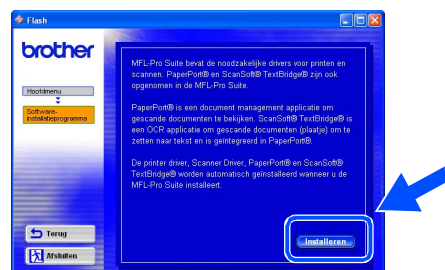 Flash
brother
Hoofdmenu
Software-
installatieprogramma
MFL-Pro Suite bevat de noodzakelijke drivers voor printen en
scannen. PaperPort® en ScanSoft® TextBridge® zijn ook
opgenomen in de MFL-Pro Suite.
PaperPort® is een document management applicatie om
gescande documenten te bekijken. ScanSoft® TextBridge® is
een OCR applicatie om gescande documenten (plaatje) om te
zetten naar tekst en is geïntegreerd in PaperPort®.
De printer driver, Scanner Driver, PaperPort® en ScanSoft®
TextBridge® worden automatisch geïnstalleerd wanneer u de
MFL-Pro Suite installeert.
Terug
Afsluiten
Installeren